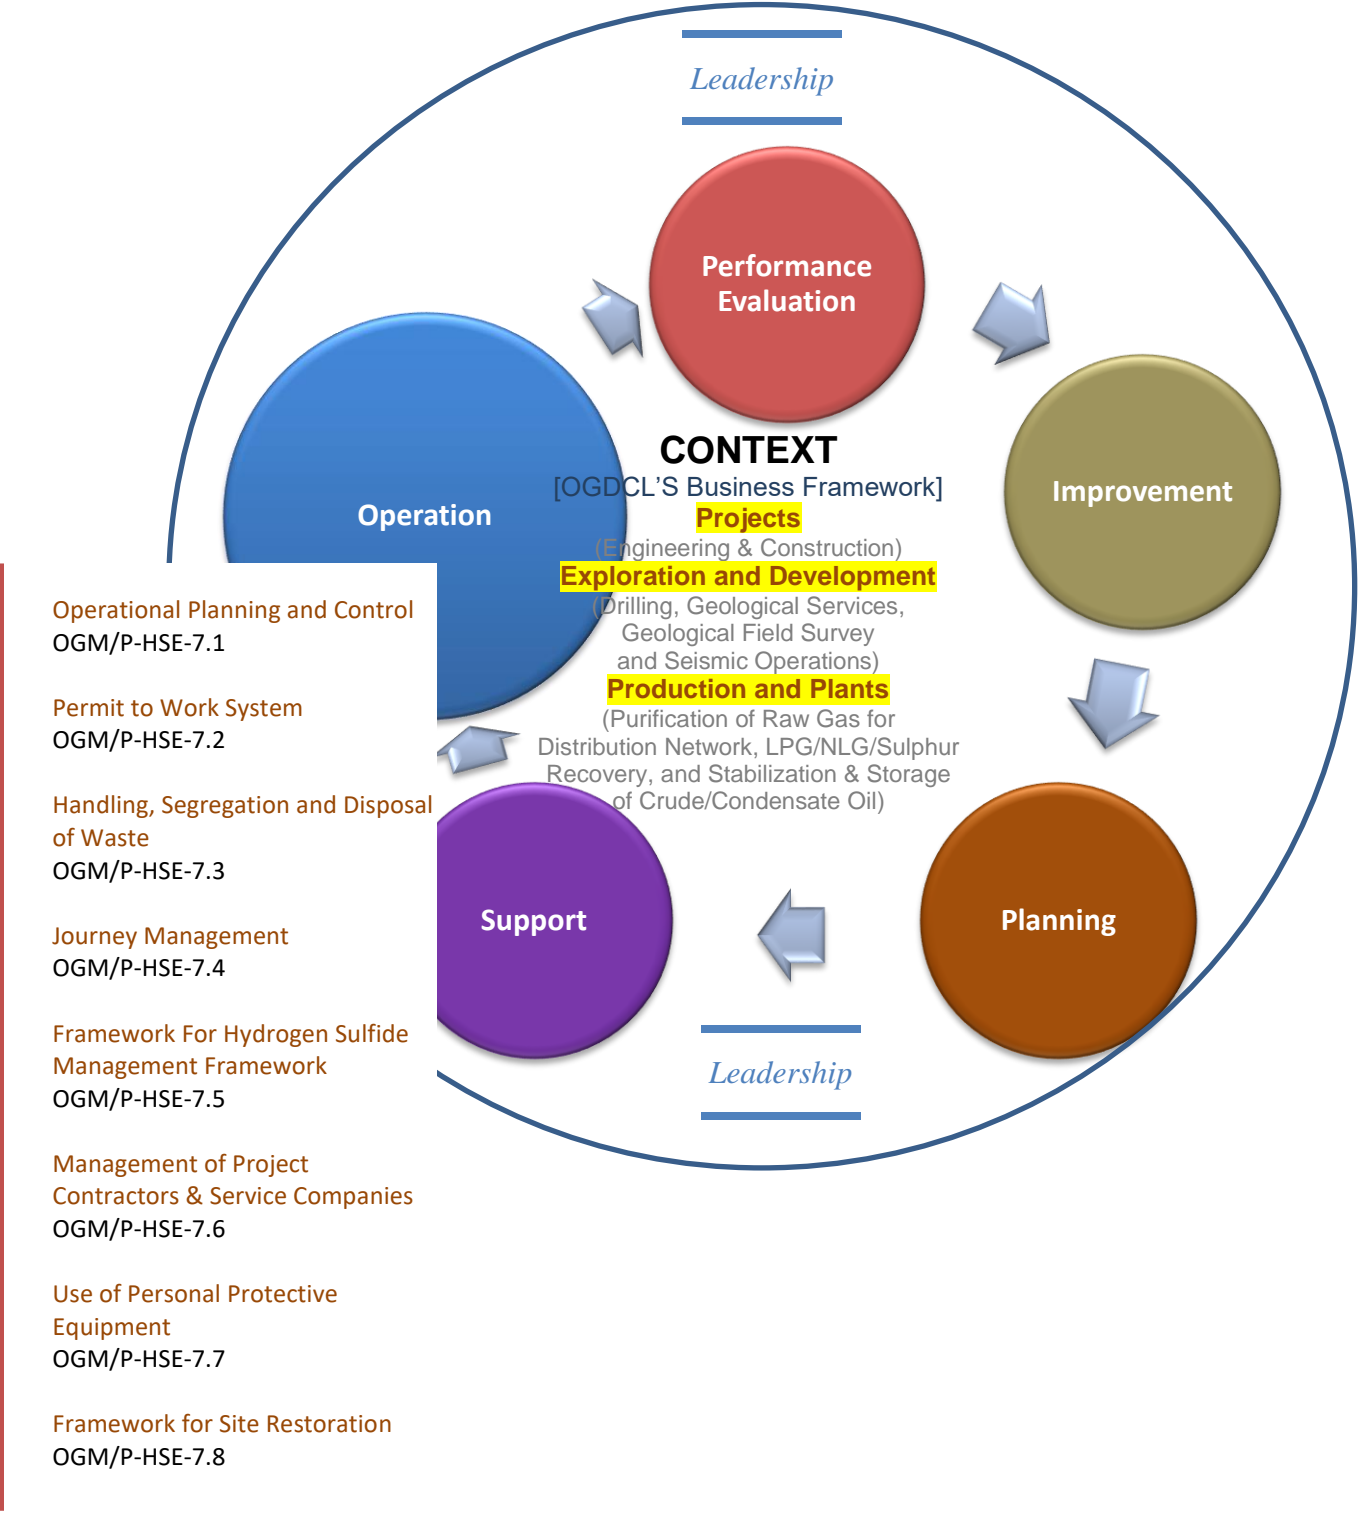 Leadership
Performance
Evaluation
Improvement
Operation
CONTEXT
[OGDCL'S Business Framework]
Projects
(Engineering & Construction)
Exploration and Development
(Drilling, Geological Services,
Geological Field Survey
and Seismic Operations)
Production and Plants
(Purification of Raw Gas for
Distribution Network, LPG/NLG/Sulphur
Recovery, and Stabilization & Storage
of Crude/Condensate Oil)
Support
Planning
Leadership
Operational Planning and Control
OGM/P-HSE-7.1
Permit to Work System
OGM/P-HSE-7.2
Handling, Segregation and Disposal
of Waste
OGM/P-HSE-7.3
Journey Management
OGM/P-HSE-7.4
Framework For Hydrogen Sulfide
Management Framework
OGM/P-HSE-7.5
Management of Project
Contractors & Service Companies
OGM/P-HSE-7.6
Use of Personal Protective
Equipment
OGM/P-HSE-7.7
Framework for Site Restoration
OGM/P-HSE-7.8